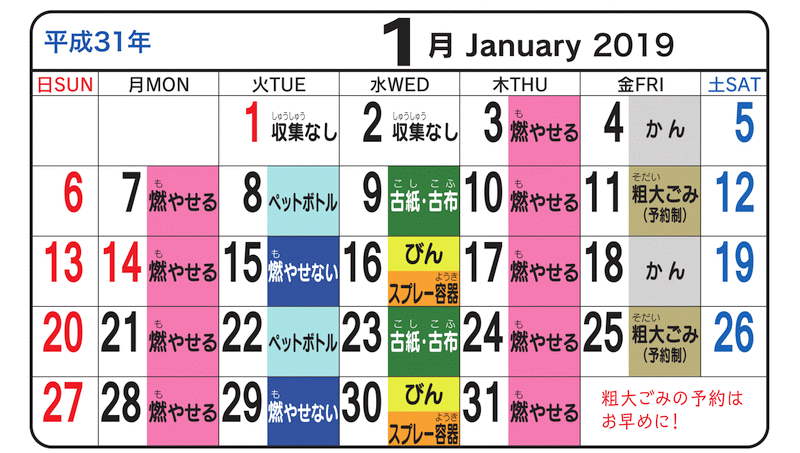 平成31年
1月 January 2019
日SUN 月MON 火TUE 水WED 木THU 金FRI 土SAT
しゅうしゅう しゅうしゅう も
1 収集なし 2 収集なし 3 燃やせる 4 かん 5
も こし こふ も そだい
6 7 燃やせる 8 ペットボトル 9 古紙・古布 10 燃やせる 11 粗大ごみ 12
(予約制)
も も も
13 14 燃やせる 15 燃やせない 16 びん 17 燃やせる 18 かん 19
ようき
スプレー容器
も こし こふ も そだい
20 21 燃やせる 22 ペットボトル 23 古紙・古布 24 燃やせる 25 粗大ごみ 26
(予約制)
も も も
27 28 燃やせる 29 燃やせない 30 びん 31 燃やせる
ようき
スプレー容器
粗大ごみの予約は
お早めに!